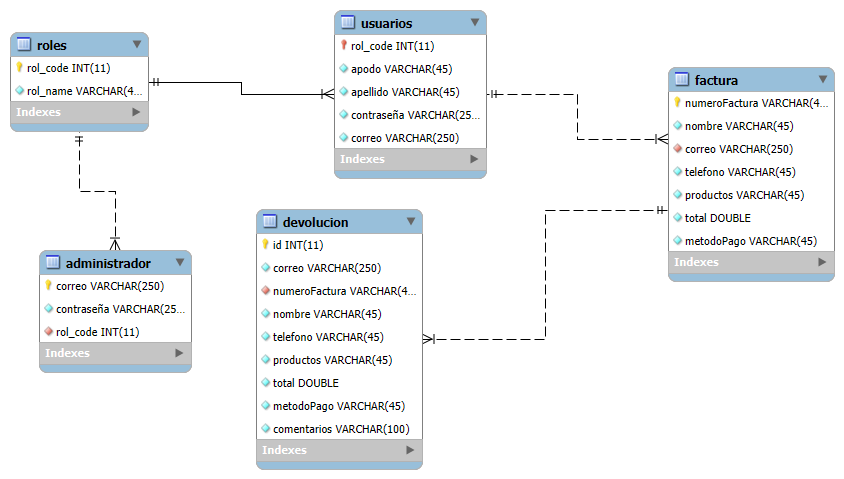 roles
rol_code INT(11)
rol_name VARCHAR(4...
Indexes
usuarios
rol_code INT(11)
apodo VARCHAR(45)
apellido VARCHAR(45)
contraseña VARCHAR(25...
correo VARCHAR(250)
Indexes
factura
numeroFactura VARCHAR(4...
nombre VARCHAR(45)
correo VARCHAR(250)
telefono VARCHAR(45)
productos VARCHAR(45)
total DOUBLE
metodoPago VARCHAR(45)
Indexes
administrador
correo VARCHAR(250)
contraseña VARCHAR(25...
rol_code INT(11)
Indexes
devolucion
id INT(11)
correo VARCHAR(250)
numeroFactura VARCHAR(4...
nombre VARCHAR(45)
telefono VARCHAR(45)
productos VARCHAR(45)
total DOUBLE
metodoPago VARCHAR(45)
comentarios VARCHAR(100)
Indexes